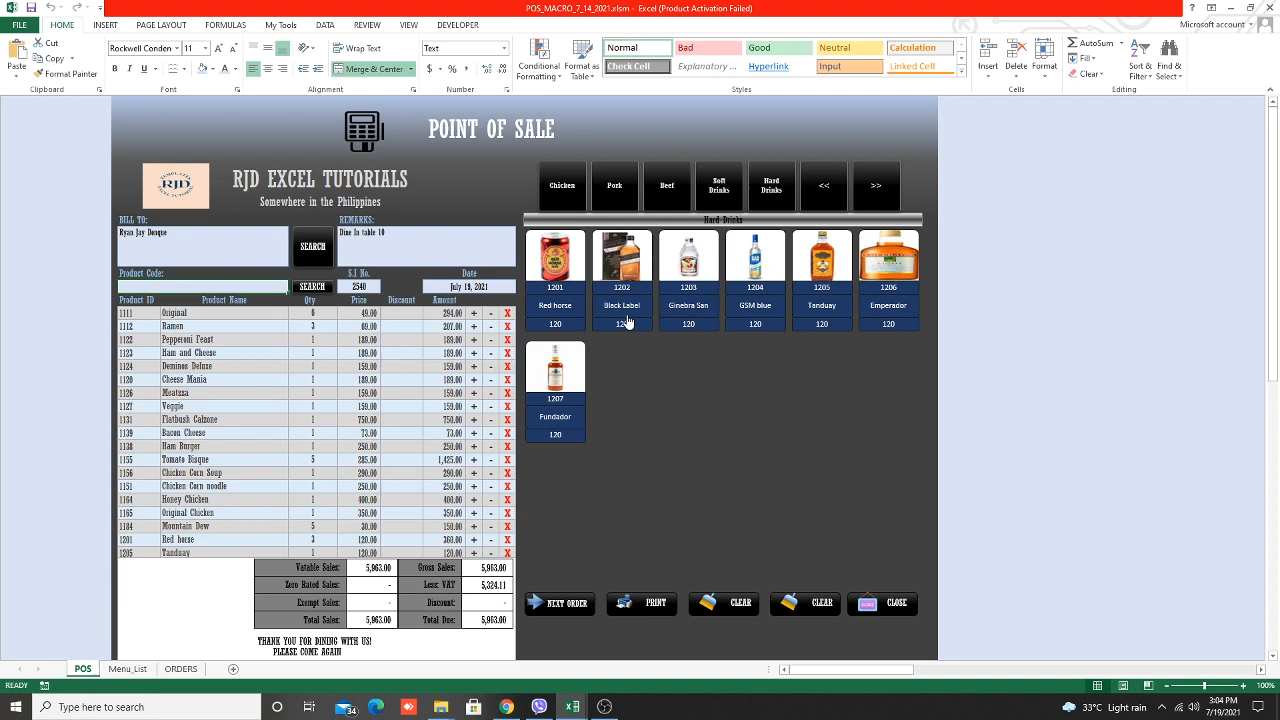 POS_MACRO_7_14_2021.xlsm - Excel (Product Activation Failed)
FILE HOME INSERT PAGE LAYOUT FORMULAS My Tools DATA REVIEW VIEW DEVELOPER Microsoft account
Paste Cut Copy Format Painter
Rockwell Conden 11
B I U
Wrap Text
Merge & Center
Text
$ % ,
Conditional Formatting Format as Table
Normal Bad Good Neutral Calculation
Check Cell Explanatory ... Hyperlink Input Linked Cell
Insert Delete Format
AutoSum Fill Clear
Sort & Filter Find & Select
Clipboard Font Alignment Number Styles Cells Editing
POINT OF SALE
RJD
RJD EXCEL TUTORIALS
Somewhere in the Philippines
Chicken Pork Beef Soft Drinks Hard Drinks << >>
Hard Drinks
BILL TO: REMARKS:
Ryan Jay Donque SEARCH Dine In table 10
Product Code: S.I No. Date
SEARCH 2540 July 19, 2021
Product ID Product Name Qty Price Discount Amount
1111 Original 6 49.00 294.00 + - X
1112 Ramen 3 69.00 207.00 + - X
1122 Pepperoni Feast 1 189.00 189.00 + - X
1123 Ham and Cheese 1 189.00 189.00 + - X
1124 Deminos Deluxe 1 159.00 159.00 + - X
1120 Cheese Mania 1 189.00 189.00 + - X
1126 Meatzza 1 159.00 159.00 + - X
1127 Veggie 1 159.00 159.00 + - X
1131 Flatbush Calzone 1 750.00 750.00 + - X
1139 Bacon Cheese 1 73.00 73.00 + - X
1138 Ham Burger 1 250.00 250.00 + - X
1155 Tomato Bisque 5 285.00 1,425.00 + - X
1156 Chicken Corn Soup 1 290.00 290.00 + - X
1151 Chicken Corn noodle 1 250.00 250.00 + - X
1164 Honey Chicken 1 400.00 400.00 + - X
1165 Original Chicken 1 350.00 350.00 + - X
1184 Mountain Dew 5 30.00 150.00 + - X
1201 Red horse 3 120.00 360.00 + - X
1205 Tanduay 1 120.00 120.00 + - X
1201 1202 1203 1204 1205 1206
Red horse Black Label Ginebra San GSM blue Tanduay Emperador
120 120 120 120 120
1207
Fundador
120
Vatable Sales: 5,963.00 Gross Sales: 5,963.00
Zero Rated Sales: - Less: VAT 5,324.11
Exempt Sales: - Discount: -
Total Sales: 5,963.00 Total Due: 5,963.00
NEXT ORDER PRINT CLEAR CLEAR CLOSE
THANK YOU FOR DINING WITH US!
PLEASE COME AGAIN
POS Menu_List ORDERS
READY 100%
Type here to search 34 33°C Light rain 3:04 PM
7/19/2021